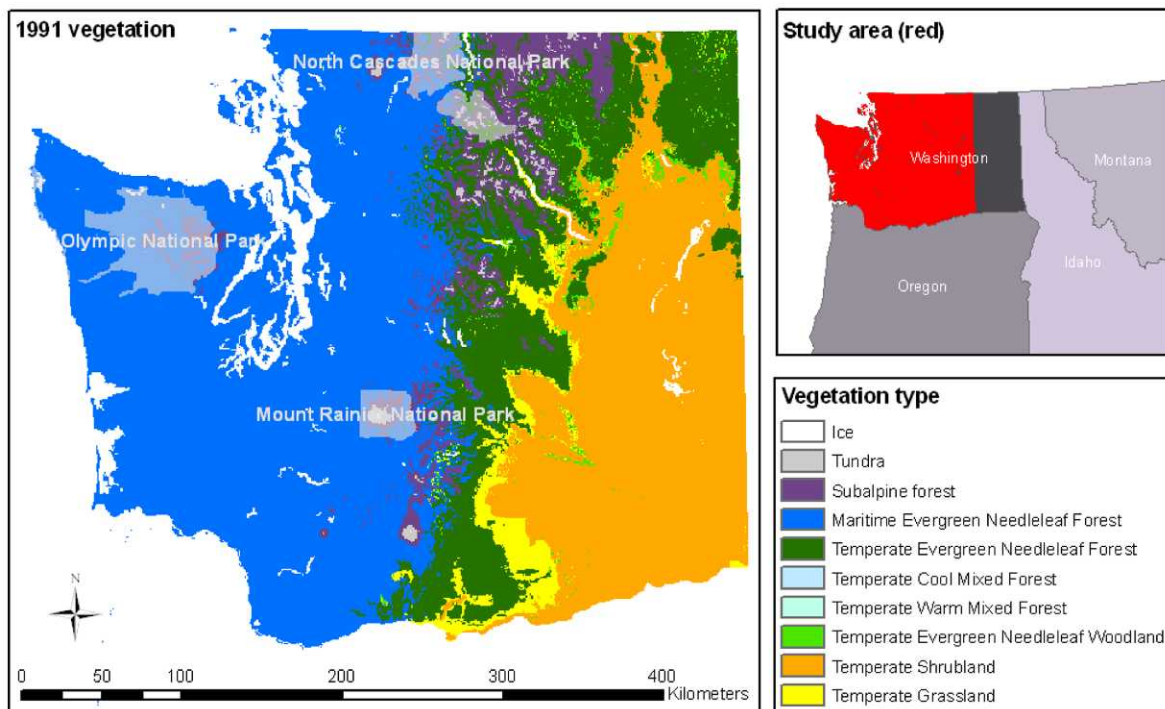 1991 vegetation
North Cascades National Park
Olympic National Park
Mount Rainier National Park
N
0 50 100 200 300 400
Kilometers
Study area (red)
Washington
Montana
Oregon
Idaho
Vegetation type
Ice
Tundra
Subalpine forest
Maritime Evergreen Needleleaf Forest
Temperate Evergreen Needleleaf Forest
Temperate Cool Mixed Forest
Temperate Warm Mixed Forest
Temperate Evergreen Needleleaf Woodland
Temperate Shrubland
Temperate Grassland